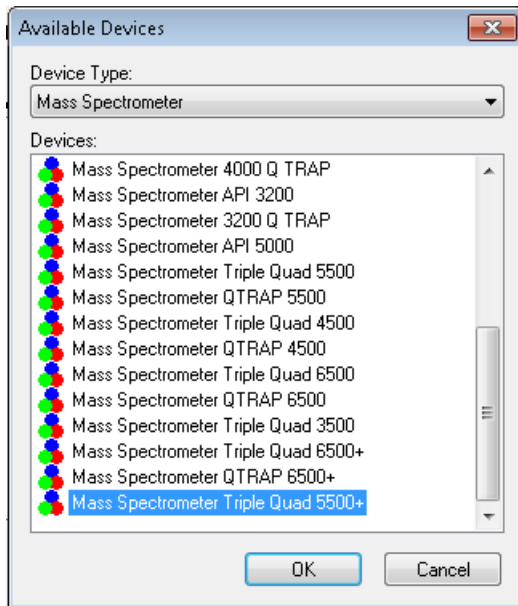 Available Devices
Device Type:
Mass Spectrometer
Devices:
Mass Spectrometer 4000 Q TRAP
Mass Spectrometer API 3200
Mass Spectrometer 3200 Q TRAP
Mass Spectrometer API 5000
Mass Spectrometer Triple Quad 5500
Mass Spectrometer QTRAP 5500
Mass Spectrometer Triple Quad 4500
Mass Spectrometer QTRAP 4500
Mass Spectrometer Triple Quad 6500
Mass Spectrometer QTRAP 6500
Mass Spectrometer Triple Quad 3500
Mass Spectrometer Triple Quad 6500+
Mass Spectrometer QTRAP 6500+
Mass Spectrometer Triple Quad 5500+
OK Cancel